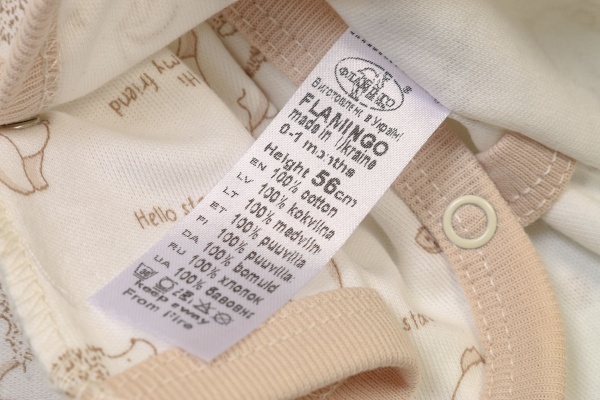 Hi
my friend
Hello
Виготовлено в Україні
FLAMINGO
made in Ukraine
0-1 months
Height 56cm
EN 100% cotton
LV 100% kokvilna
LT 100% medvilnė
ET 100% puuvilla
FI 100% puuvilla
DA 100% bomuld
RU 100% хлопок
UA 100% бавовна
keep away
From Fire